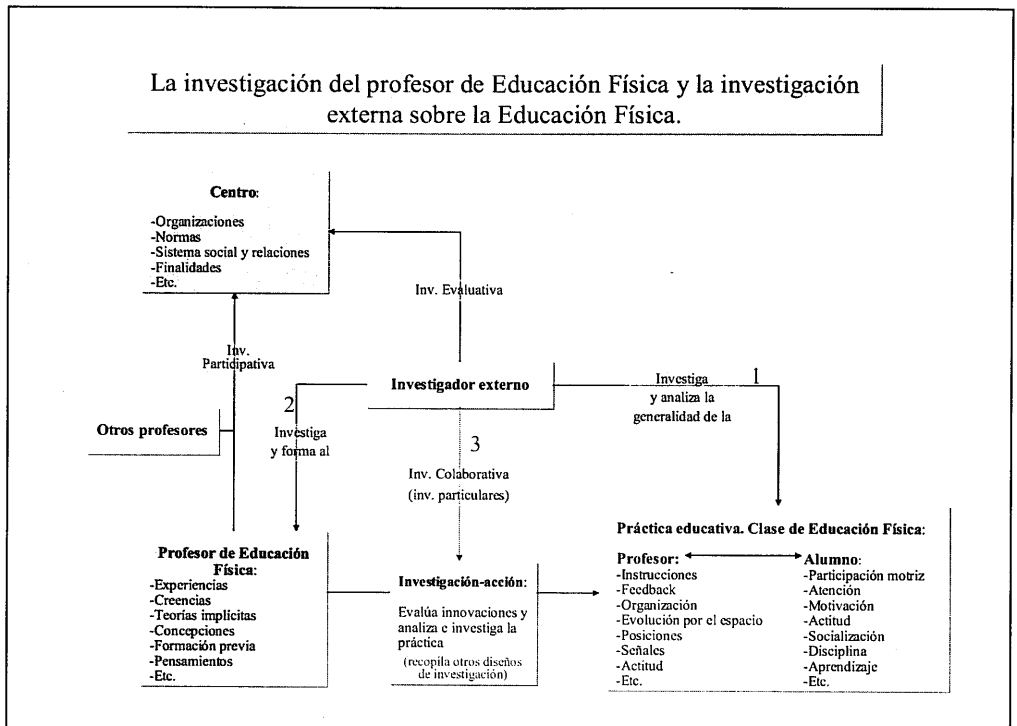 La investigación del profesor de Educación Física y la investigación
externa sobre la Educación Física.
Centro:
-Organizaciones
-Normas
-Sistema social y relaciones
-Finalidades
-Etc.
Inv. Evaluativa
Inv.
Participativa
Investigador externo
Investiga
y analiza la
generalidad de la
1
2
Investiga
y forma al
Otros profesores
3
Inv. Colaborativa
(inv. particulares)
Profesor de Educación
Física:
-Experiencias
-Creencias
-Teorías implícitas
-Concepciones
-Formación previa
-Pensamientos
-Etc.
Investigación-acción:
Evalúa innovaciones y
analiza e investiga la
práctica
(recopila otros diseños
de investigación)
Práctica educativa. Clase de Educación Física:
Profesor:
-Instrucciones
-Feedback
-Organización
-Evolución por el espacio
-Posiciones
-Señales
-Actitud
-Etc.
Alumno:
-Participación motriz
-Atención
-Motivación
-Actitud
-Socialización
-Disciplina
-Aprendizaje
-Etc.